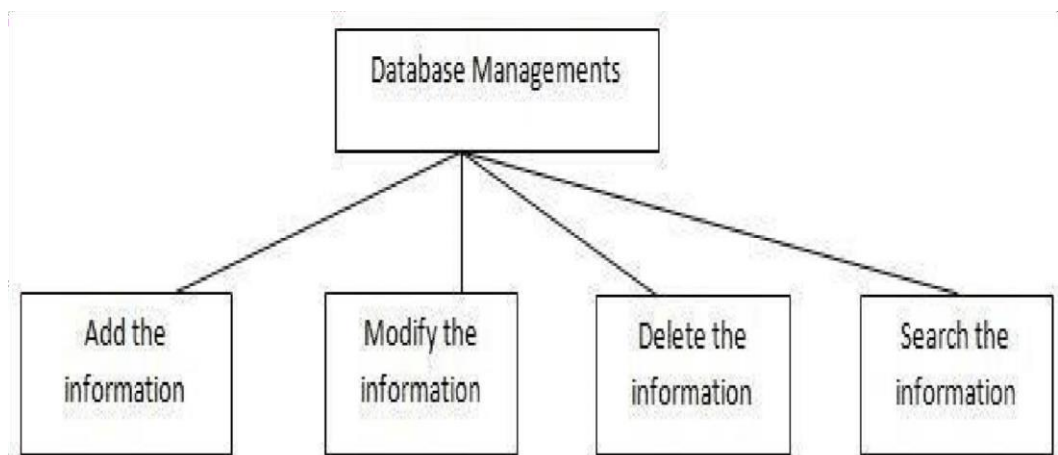 Database Managements
Add the
information
Modify the
information
Delete the
information
Search the
information